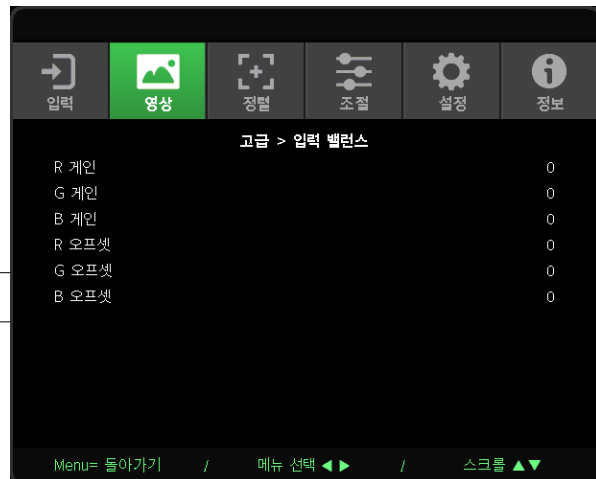 입력 영상 정렬 조절 설정 정보
고급 > 입력 밸런스
R 게인 0
G 게인 0
B 게인 0
R 오프셋 0
G 오프셋 0
B 오프셋 0
Menu= 돌아가기 / 메뉴 선택 ◀ ▶ / 스크롤 ▲▼